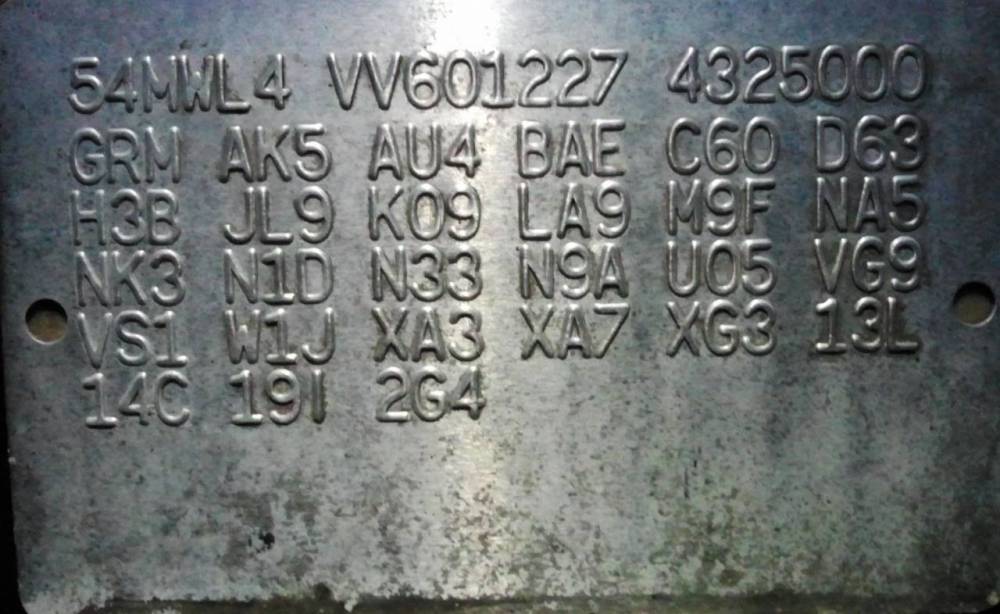 54MWL4 VV601227 4325000
GRM AK5 AU4 BAE C60 D63
H3B JL9 K09 LA9 M9F NA5
NK3 N1D N33 N9A U05 VG9
VS1 W1J XA3 XA7 XG3 13L
14C 19I 2G4